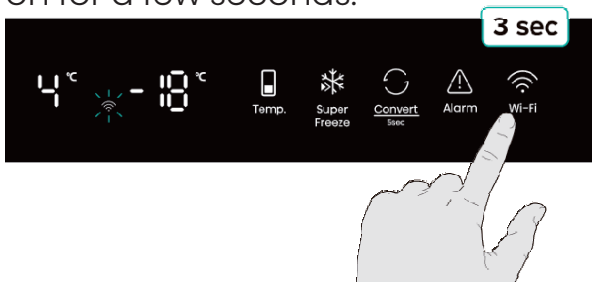 on for a few seconds.
3 sec
4 °C - 18 °C
Temp.
Super
Freeze
Convert
5sec
Alarm
Wi-Fi